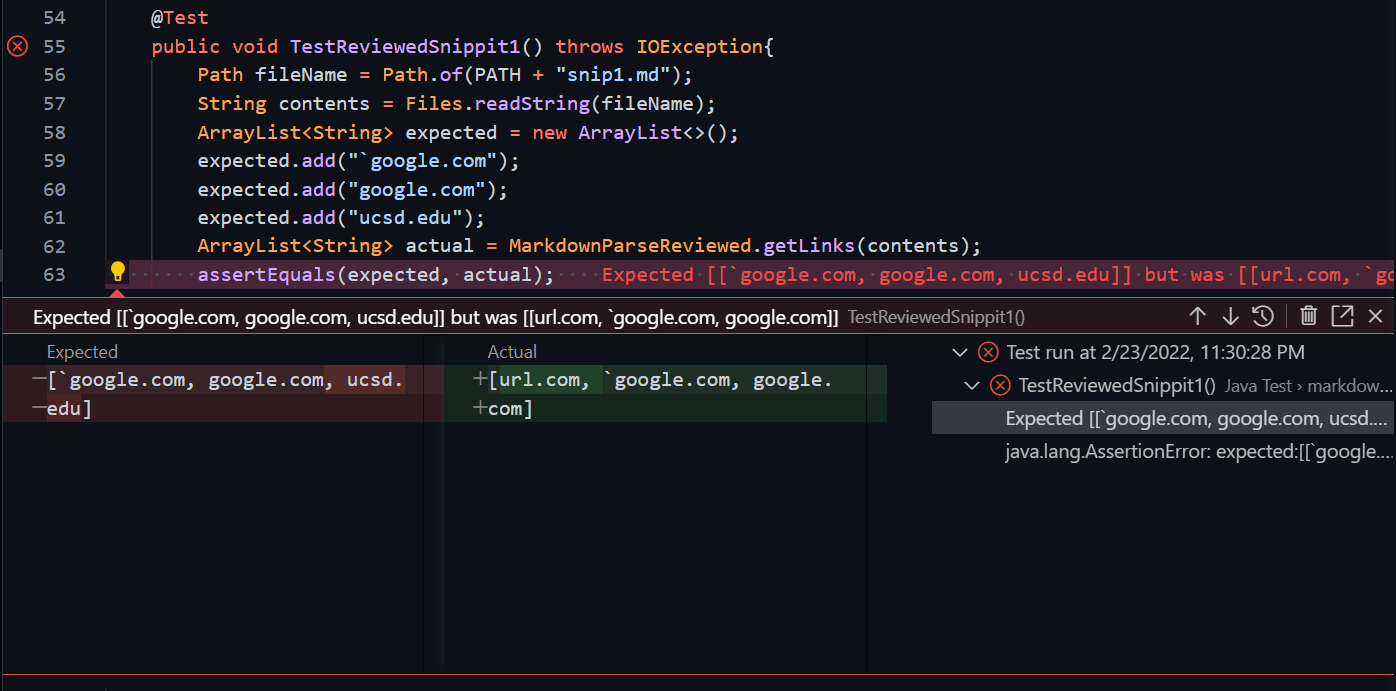 54 @Test
55 public void TestReviewedSnippit1() throws IOException{
56 Path fileName = Path.of(PATH + "snip1.md");
57 String contents = Files.readString(fileName);
58 ArrayList<String> expected = new ArrayList<>();
59 expected.add("`google.com");
60 expected.add("google.com");
61 expected.add("ucsd.edu");
62 ArrayList<String> actual = MarkdownParseReviewed.getLinks(contents);
63 assertEquals(expected, actual); Expected [[`google.com, google.com, ucsd.edu]] but was [[url.com, `go
Expected [[`google.com, google.com, ucsd.edu]] but was [[url.com, `google.com, google.com]] TestReviewedSnippit1()
Expected
—[`google.com, google.com, ucsd.
—edu]
Actual
+[url.com, `google.com, google.
+com]
Test run at 2/23/2022, 11:30:28 PM
TestReviewedSnippit1() Java Test › markdow...
Expected [[`google.com, google.com, ucsd....
java.lang.AssertionError: expected:[[`google....